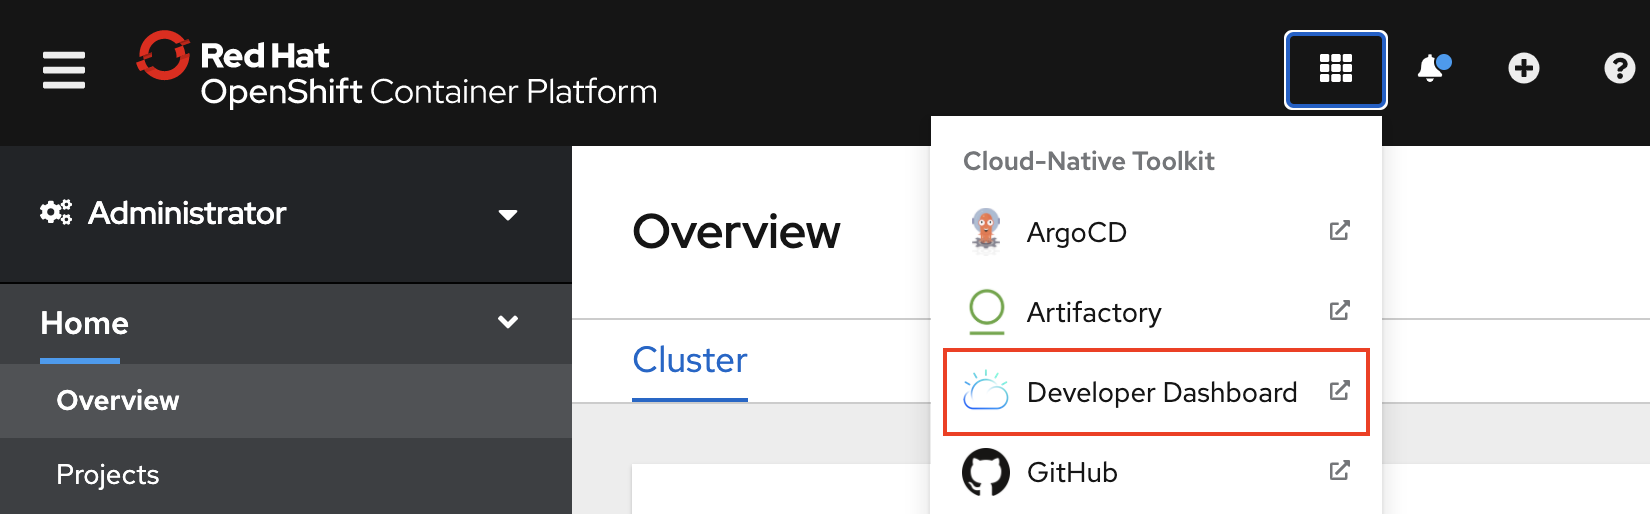 Red Hat
OpenShift Container Platform
Administrator
Home
Overview
Projects
Overview
Cluster
Cloud-Native Toolkit
ArgoCD
Artifactory
Developer Dashboard
GitHub